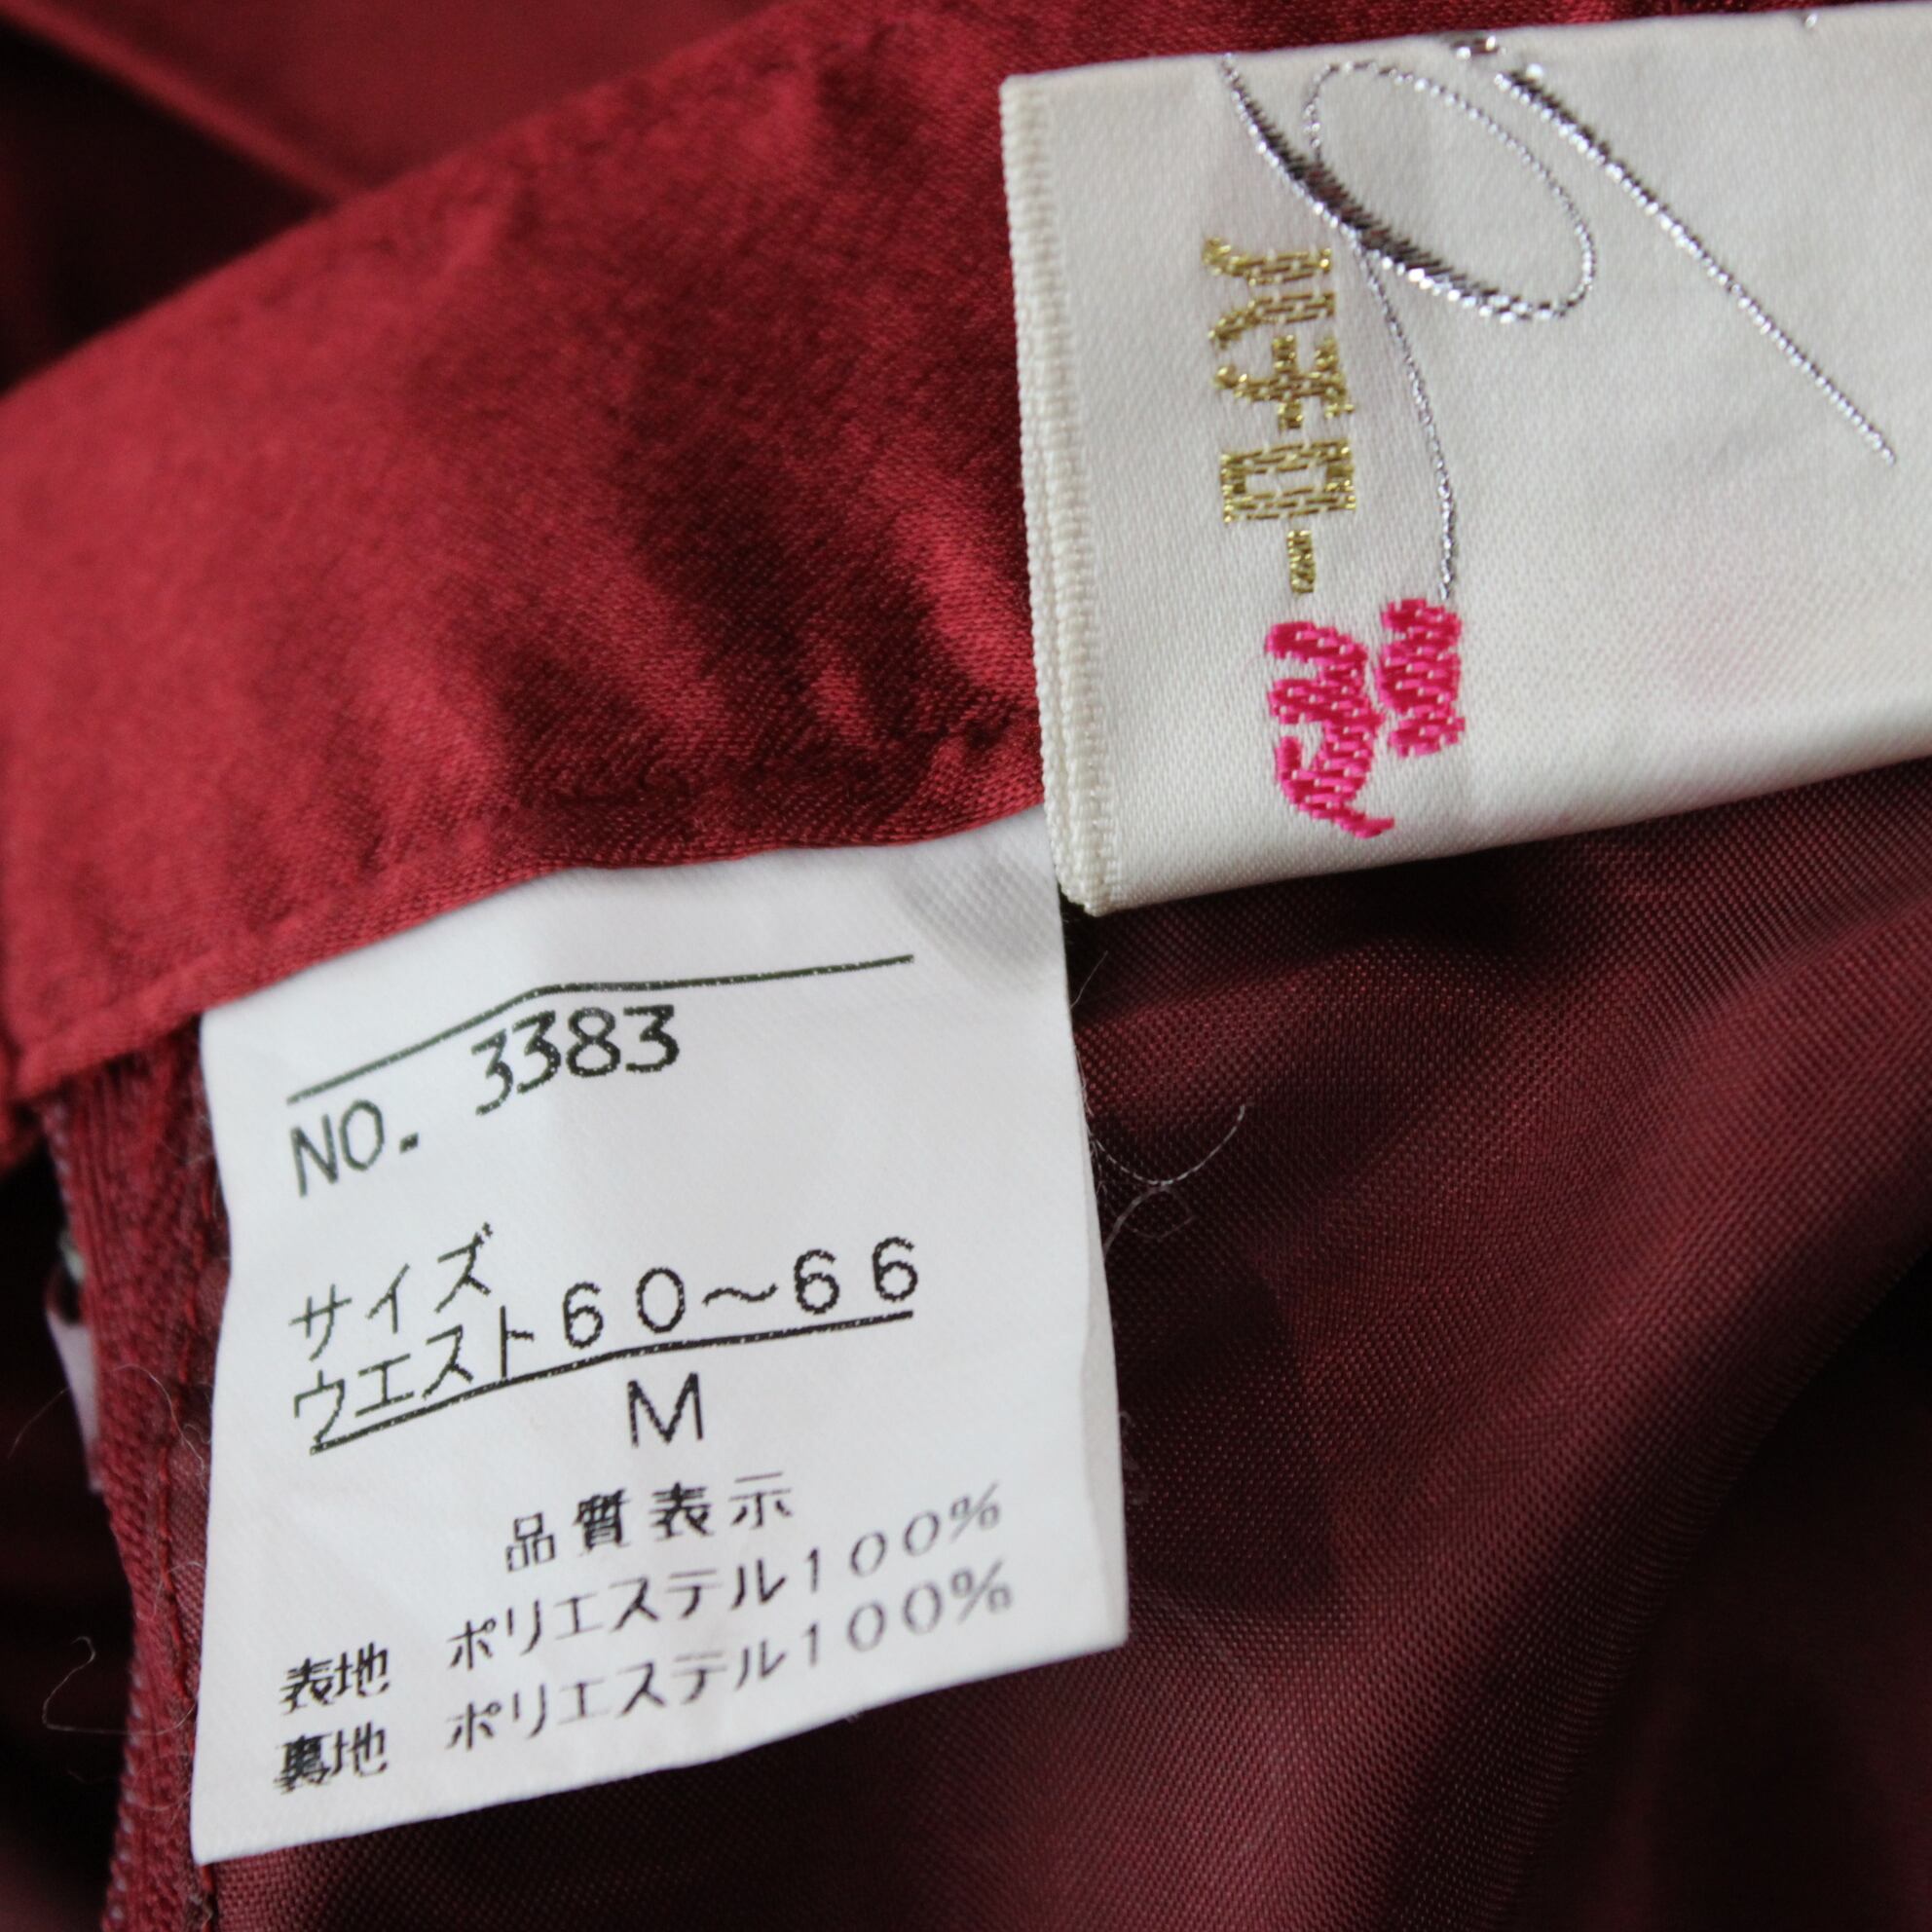 NO. 3383
サイズ
ウエスト60～66
M
品質表示
表地 ポリエステル100%
裏地 ポリエステル100%